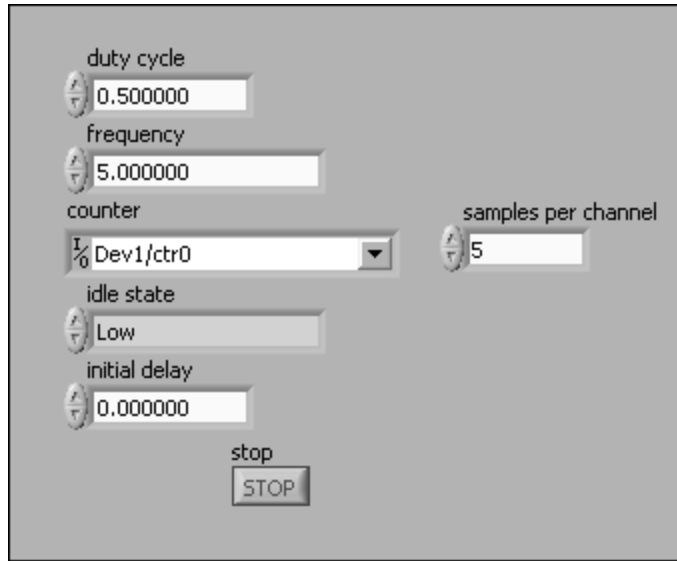 duty cycle
0.500000
frequency
5.000000
counter
samples per channel
I/O Dev1/ctr0
5
idle state
Low
initial delay
0.000000
stop
STOP